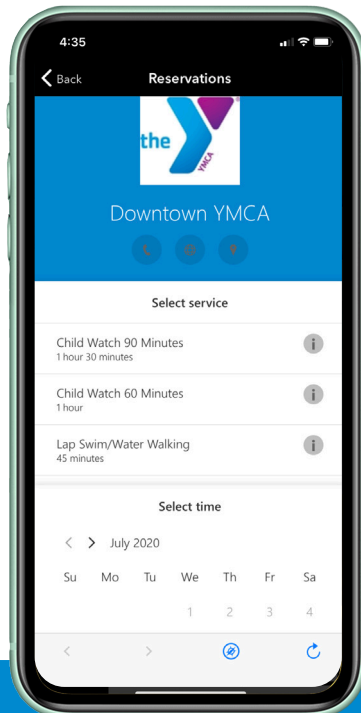 4:35
Back Reservations
the
YMCA
Downtown YMCA
Select service
Child Watch 90 Minutes
1 hour 30 minutes
Child Watch 60 Minutes
1 hour
Lap Swim/Water Walking
45 minutes
Select time
July 2020
Su Mo Tu We Th Fr Sa
1 2 3 4